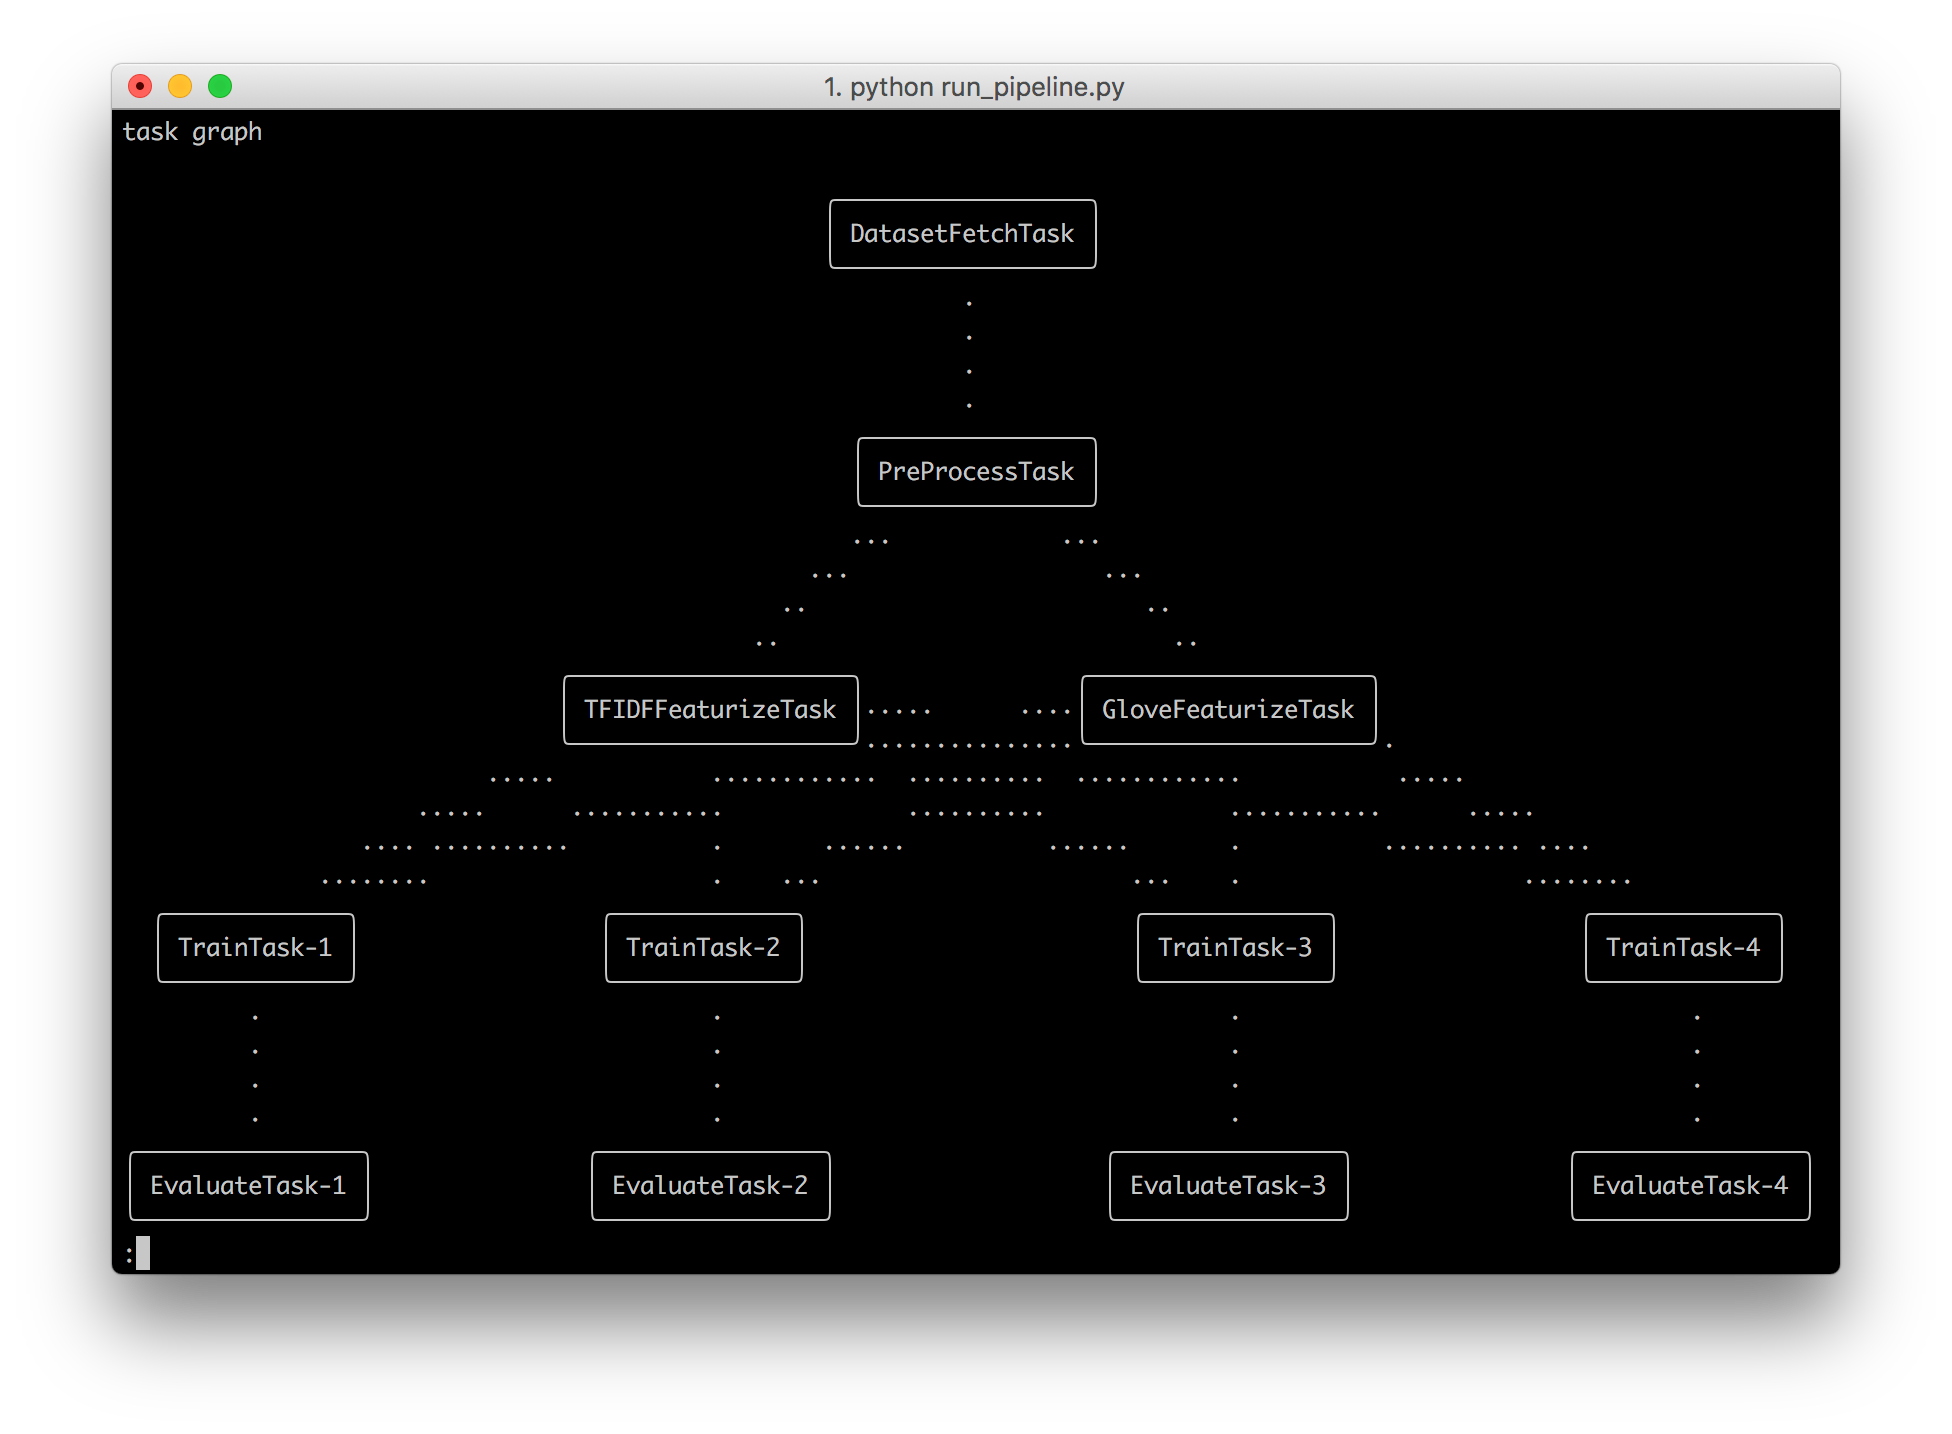 1. python run_pipeline.py
task graph
DatasetFetchTask
PreProcessTask
TFIDFFeaturizeTask GloveFeaturizeTask
TrainTask-1 TrainTask-2 TrainTask-3 TrainTask-4
EvaluateTask-1 EvaluateTask-2 EvaluateTask-3 EvaluateTask-4
: